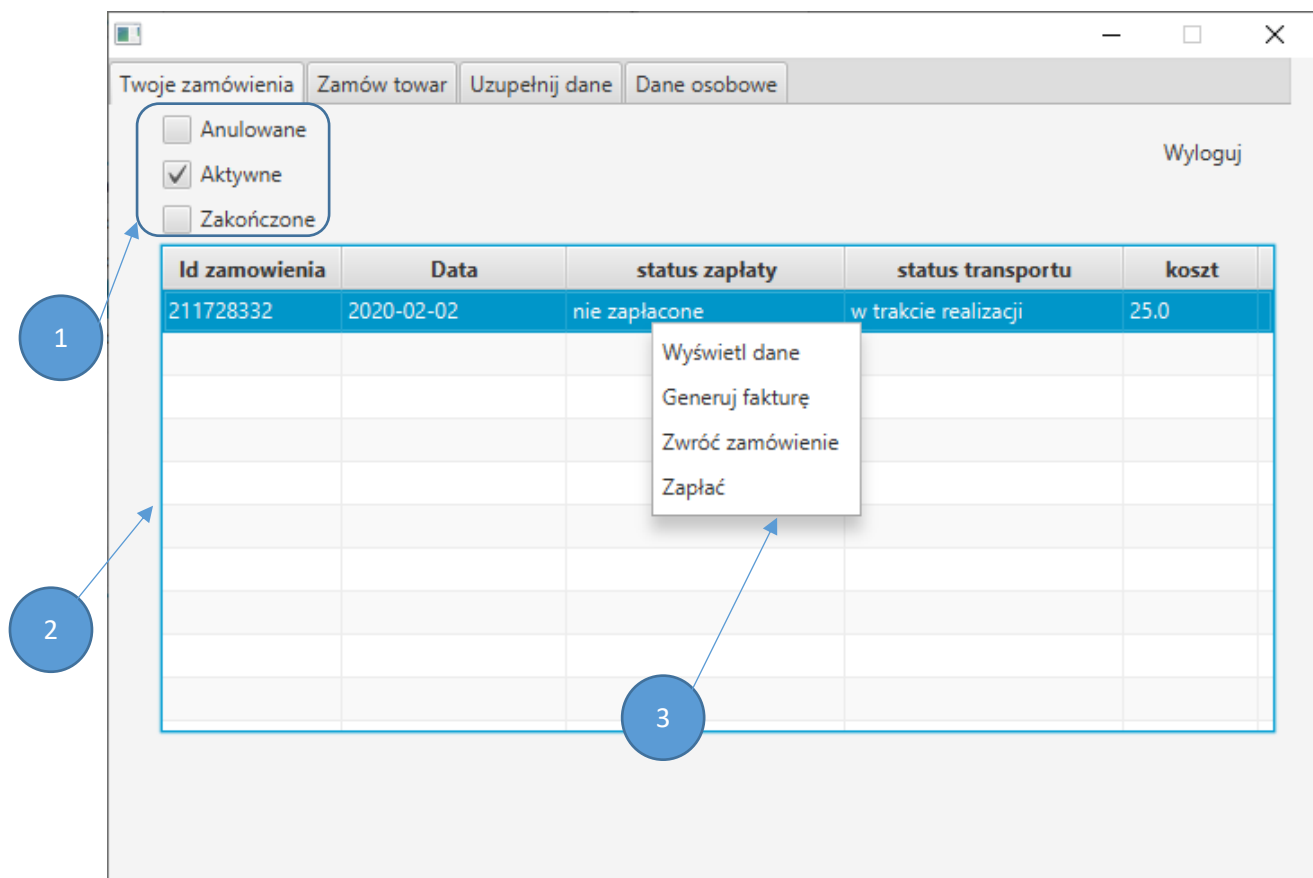 Twoje zamówienia Zamów towar Uzupełnij dane Dane osobowe
Anulowane
Wyloguj
Aktywne
Zakończone
Id zamowienia Data status zapłaty status transportu koszt
211728332 2020-02-02 nie zapłacone w trakcie realizacji 25.0
1
Wyświetl dane
Generuj fakturę
Zwróć zamówienie
Zapłać
2
3